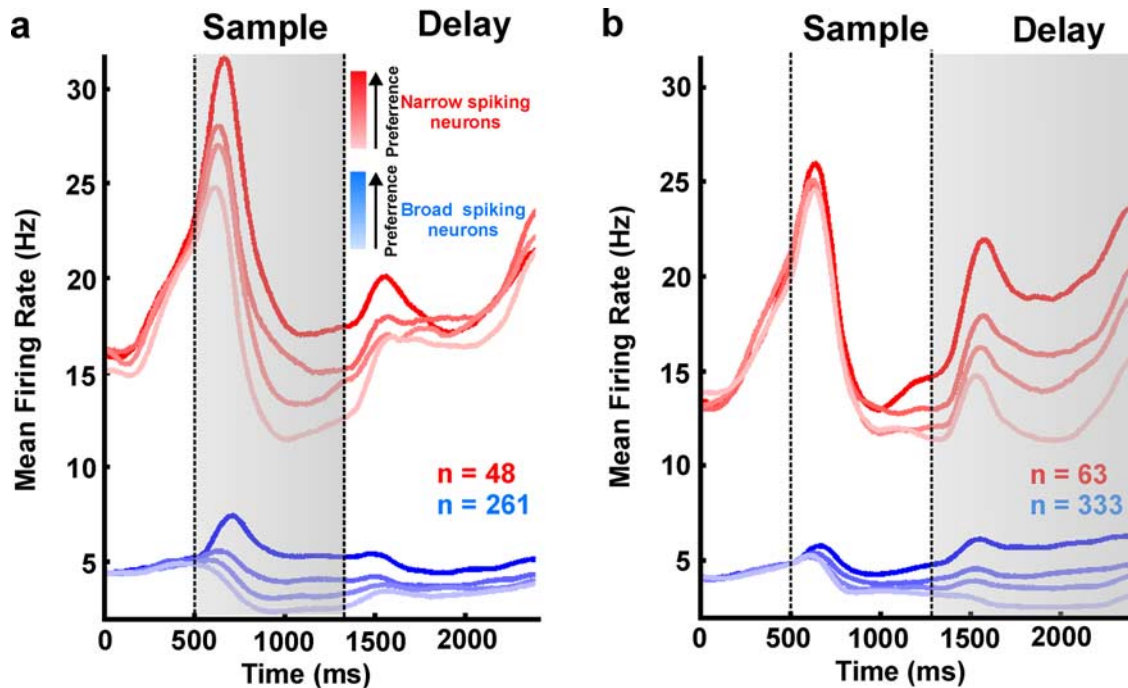 a
Sample
Delay
30
25
20
15
10
5
Mean Firing Rate (Hz)
Preferrence
Narrow spiking
neurons
Preference
Broad spiking
neurons
n = 48
n = 261
0
500
1000
1500
2000
Time (ms)
b
Sample
Delay
30
25
20
15
10
5
Mean Firing Rate (Hz)
n = 63
n = 333
0
500
1000
1500
2000
Time (ms)